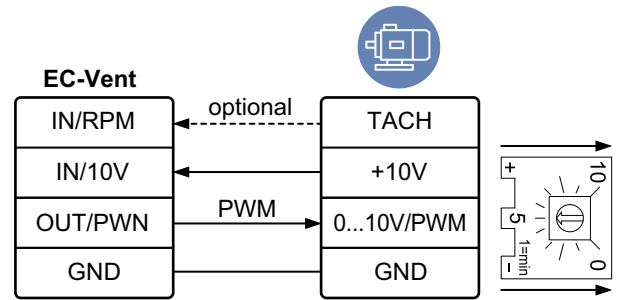 EC-Vent
IN/RPM
optional
TACH
IN/10V
+10V
OUT/PWN
PWM
0...10V/PWM
GND
GND
+
10
5
1=min
-
0